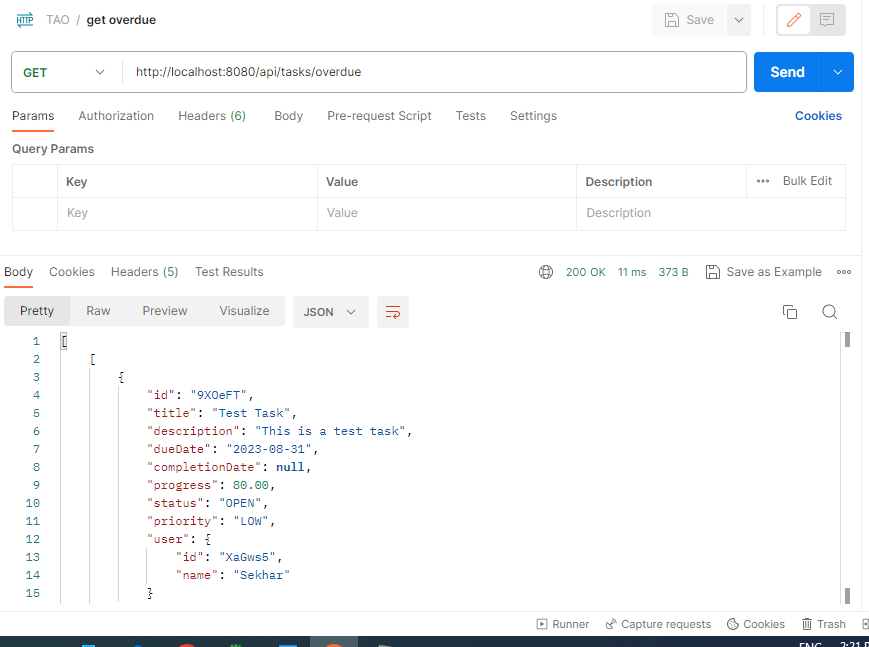 HTTP TAO / get overdue Save
GET http://localhost:8080/api/tasks/overdue Send
Params Authorization Headers (6) Body Pre-request Script Tests Settings Cookies
Query Params
Key Value Description ••• Bulk Edit
Key Value Description
Body Cookies Headers (5) Test Results 200 OK 11 ms 373 B Save as Example
Pretty Raw Preview Visualize JSON
1 [
2 [
3 {
4 "id": "9XOeFT",
5 "title": "Test Task",
6 "description": "This is a test task",
7 "dueDate": "2023-08-31",
8 "completionDate": null,
9 "progress": 80.00,
10 "status": "OPEN",
11 "priority": "LOW",
12 "user": {
13 "id": "XaGws5",
14 "name": "Sekhar"
15 }
Runner Capture requests Cookies Trash